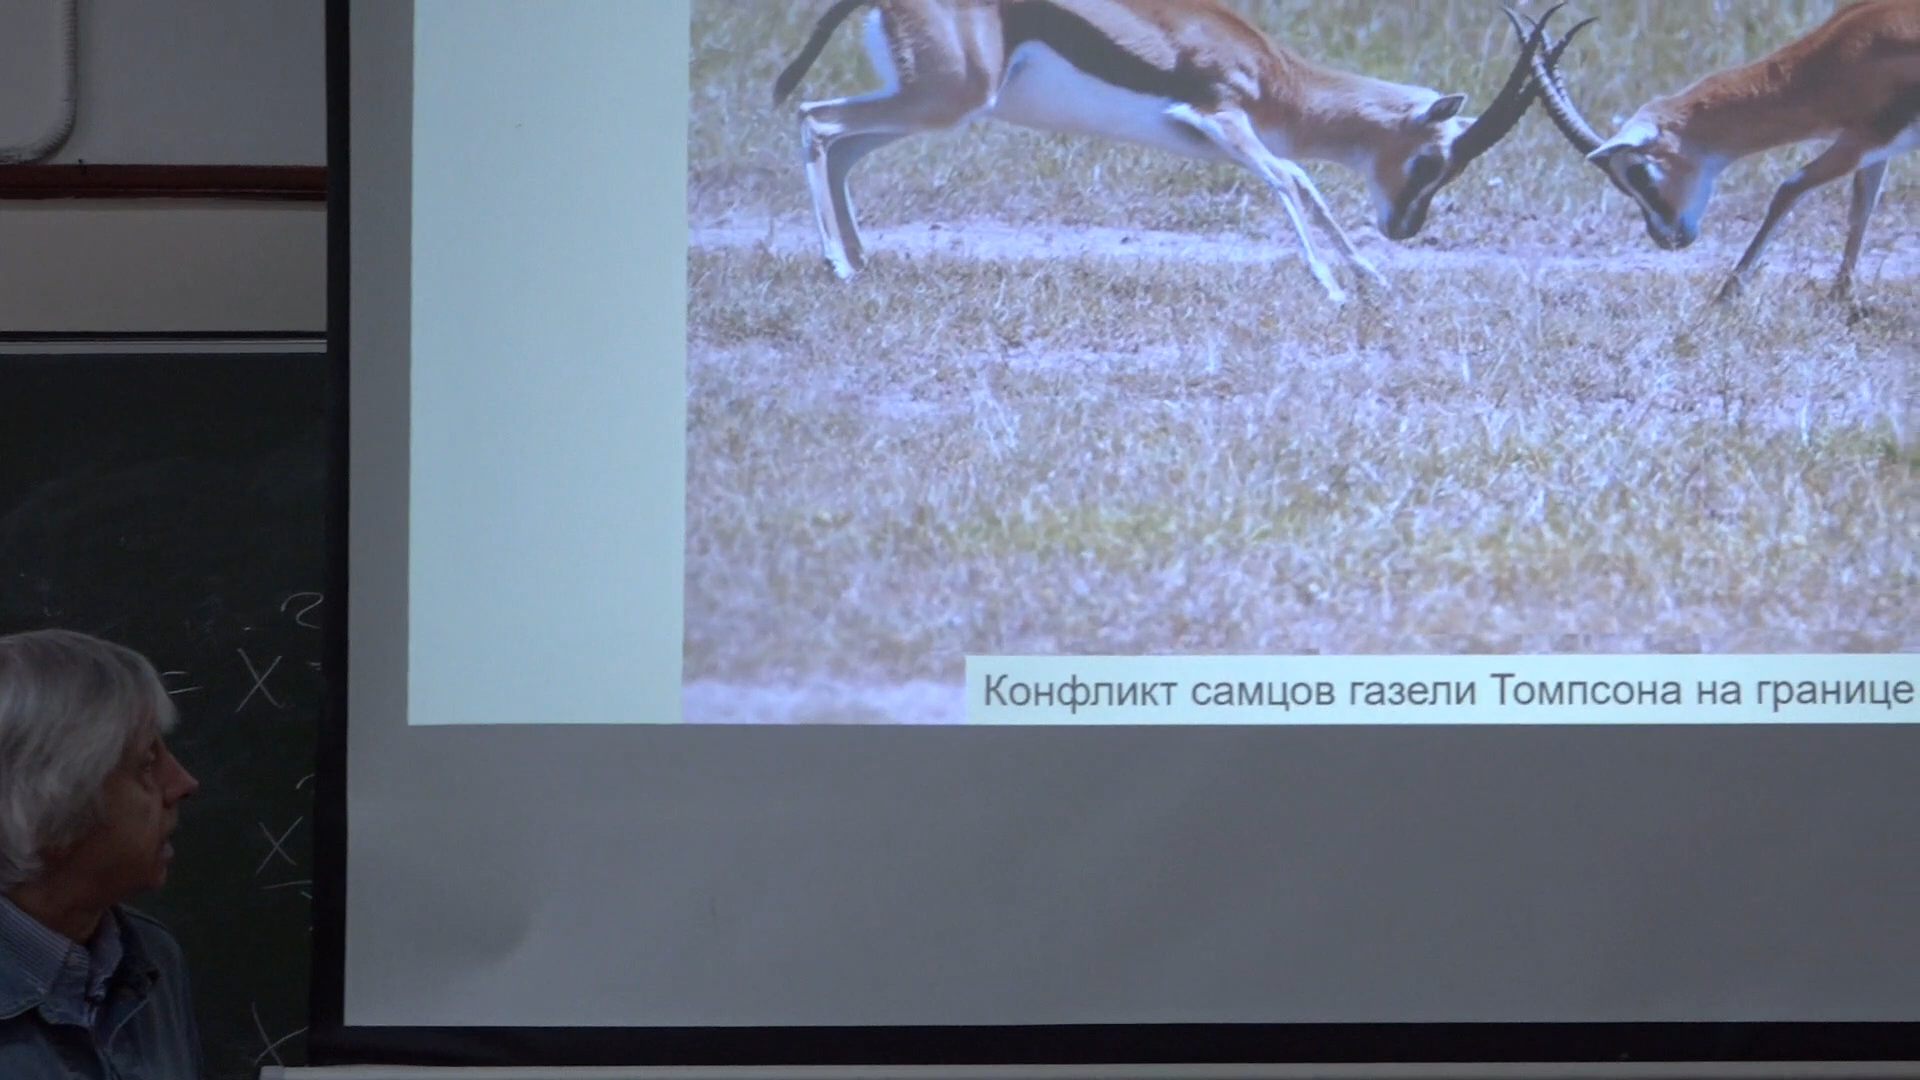 = X
X
X
Конфликт самцов газели Томпсона на границе